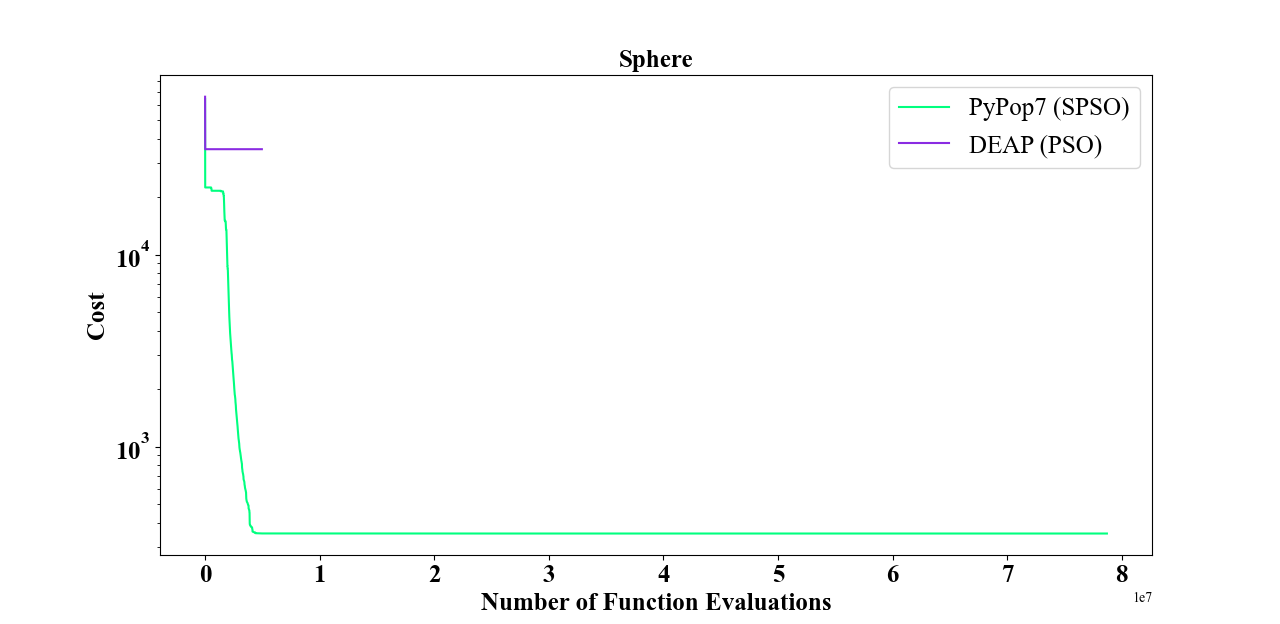 Sphere
PyPop7 (SPSO)
DEAP (PSO)
10^4
10^3
Cost
0 1 2 3 4 5 6 7 8
1e7
Number of Function Evaluations